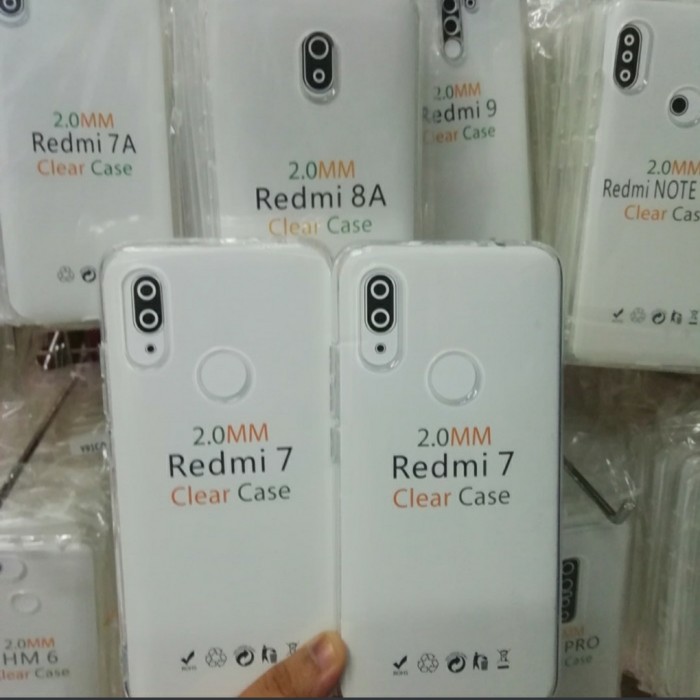 2.0MM
Redmi 7A
Clear Case
2.0MM
Redmi 8A
Clear Case
2.0MM
Redmi 9
Clear Case
2.0MM
Redmi NOTE
Clear Cas
2.0MM
Redmi 7
Clear Case
2.0MM
Redmi 7
Clear Case
2.0MM
HM 6
Clear Case
PRO
Case